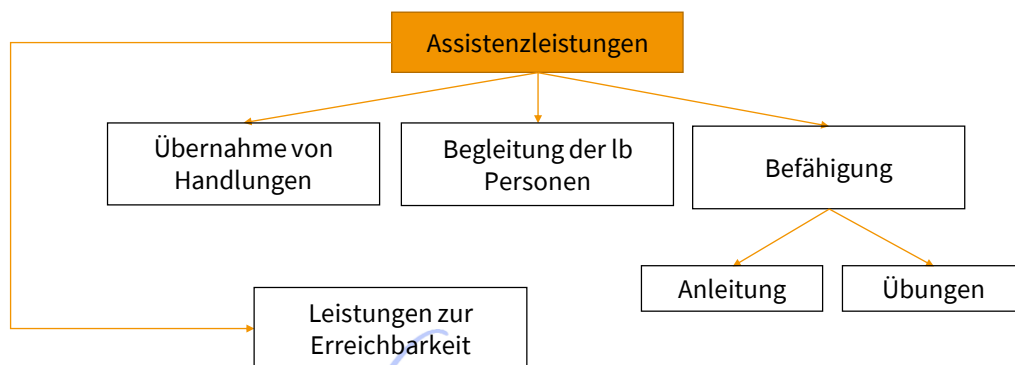 Assistenzleistungen
Übernahme von
Handlungen
Begleitung der lb
Personen
Befähigung
Anleitung
Übungen
Leistungen zur
Erreichbarkeit